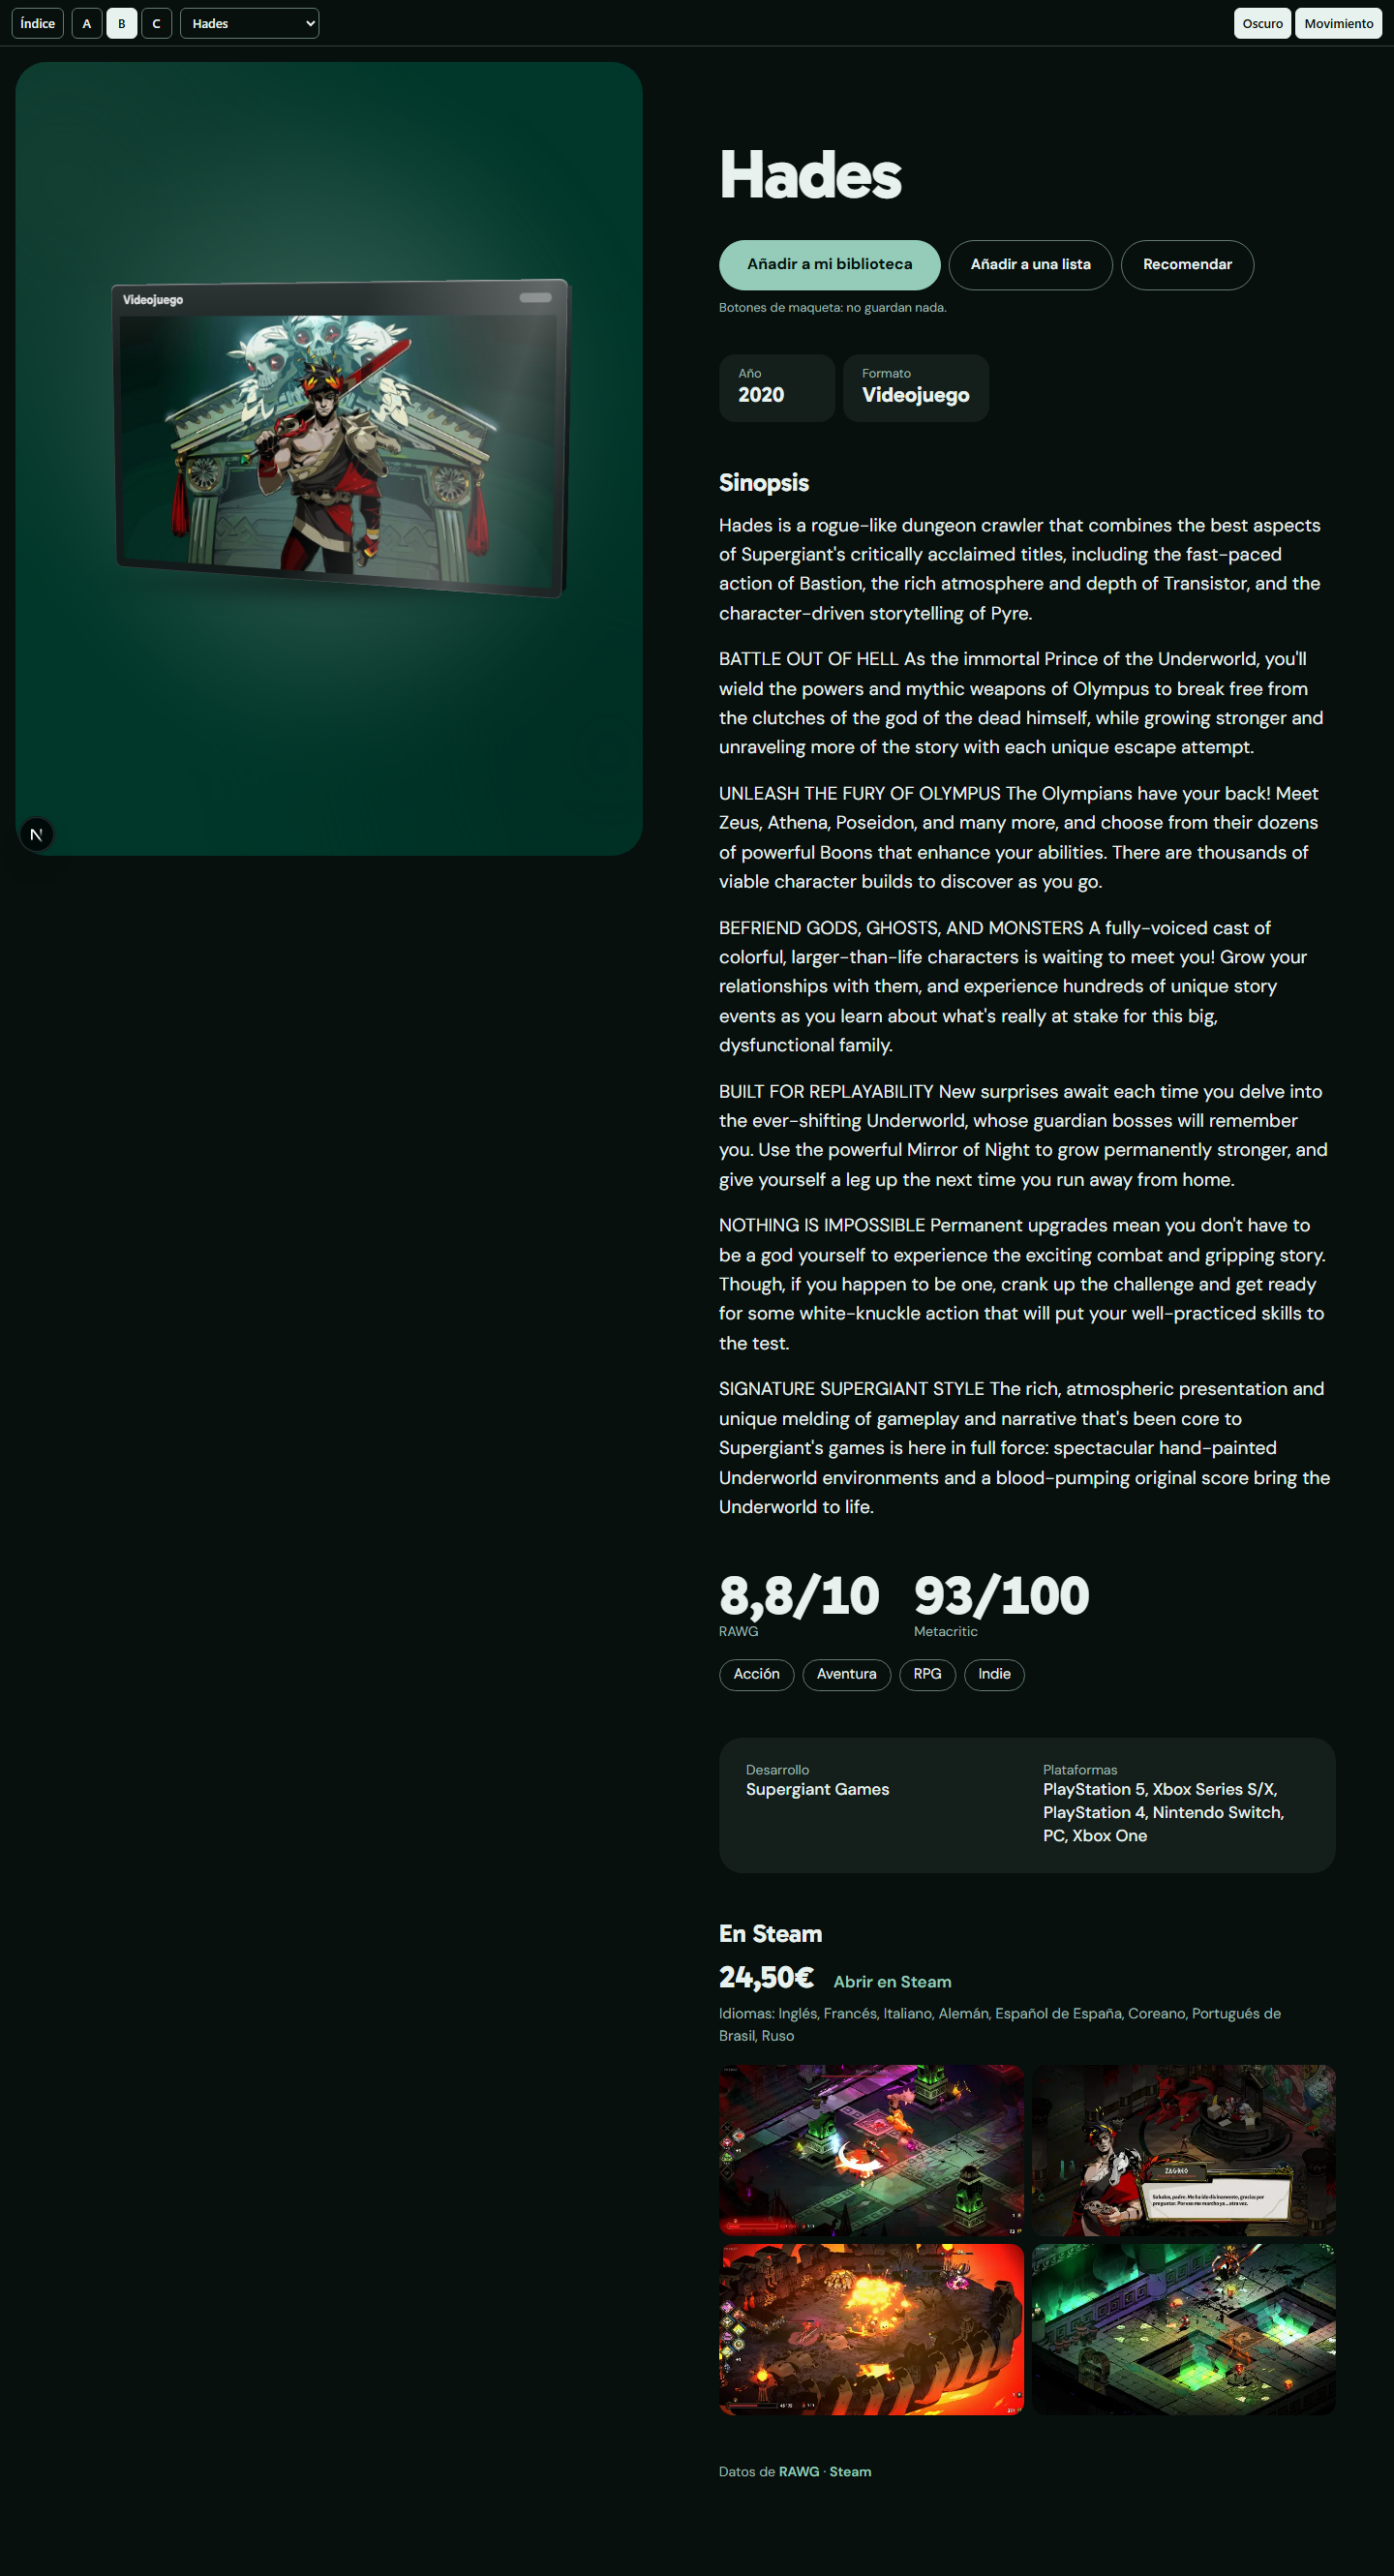 Índice
A
B
C
Hades
Oscuro
Movimiento
Videojuego
Hades
Añadir a mi biblioteca
Añadir a una lista
Recomendar
Botones de maqueta: no guardan nada.
Año
2020
Formato
Videojuego
Sinopsis
Hades is a rogue-like dungeon crawler that combines the best aspects
of Supergiant's critically acclaimed titles, including the fast-paced
action of Bastion, the rich atmosphere and depth of Transistor, and the
character-driven storytelling of Pyre.
BATTLE OUT OF HELL As the immortal Prince of the Underworld, you'll
wield the powers and mythic weapons of Olympus to break free from
the clutches of the god of the dead himself, while growing stronger and
unraveling more of the story with each unique escape attempt.
UNLEASH THE FURY OF OLYMPUS The Olympians have your back! Meet
Zeus, Athena, Poseidon, and many more, and choose from their dozens
of powerful Boons that enhance your abilities. There are thousands of
viable character builds to discover as you go.
BEFRIEND GODS, GHOSTS, AND MONSTERS A fully-voiced cast of
colorful, larger-than-life characters is waiting to meet you! Grow your
relationships with them, and experience hundreds of unique story
events as you learn about what's really at stake for this big,
dysfunctional family.
BUILT FOR REPLAYABILITY New surprises await each time you delve into
the ever-shifting Underworld, whose guardian bosses will remember
you. Use the powerful Mirror of Night to grow permanently stronger, and
give yourself a leg up the next time you run away from home.
NOTHING IS IMPOSSIBLE Permanent upgrades mean you don't have to
be a god yourself to experience the exciting combat and gripping story.
Though, if you happen to be one, crank up the challenge and get ready
for some white-knuckle action that will put your well-practiced skills to
the test.
SIGNATURE SUPERGIANT STYLE The rich, atmospheric presentation and
unique melding of gameplay and narrative that's been core to
Supergiant's games is here in full force: spectacular hand-painted
Underworld environments and a blood-pumping original score bring the
Underworld to life.
8,8/10
RAWG
93/100
Metacritic
Acción
Aventura
RPG
Indie
Desarrollo
Supergiant Games
Plataformas
PlayStation 5, Xbox Series S/X,
PlayStation 4, Nintendo Switch,
PC, Xbox One
En Steam
24,50€
Abrir en Steam
Idiomas: Inglés, Francés, Italiano, Alemán, Español de España, Coreano, Portugués de
Brasil, Ruso
ZAGREO
Datos de RAWG · Steam